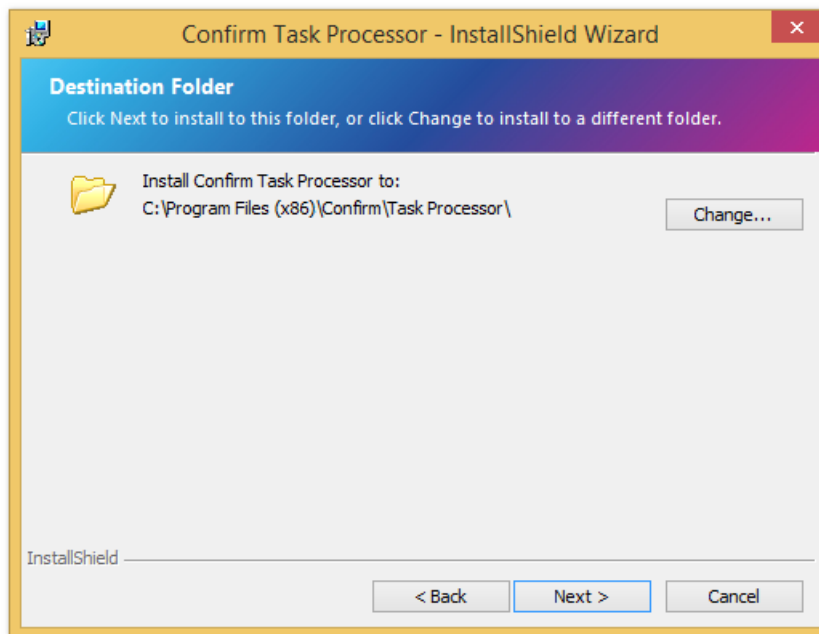 Confirm Task Processor - InstallShield Wizard
Destination Folder
Click Next to install to this folder, or click Change to install to a different folder.
Install Confirm Task Processor to:
C:\Program Files (x86)\Confirm\Task Processor\
Change...
InstallShield
< Back
Next >
Cancel